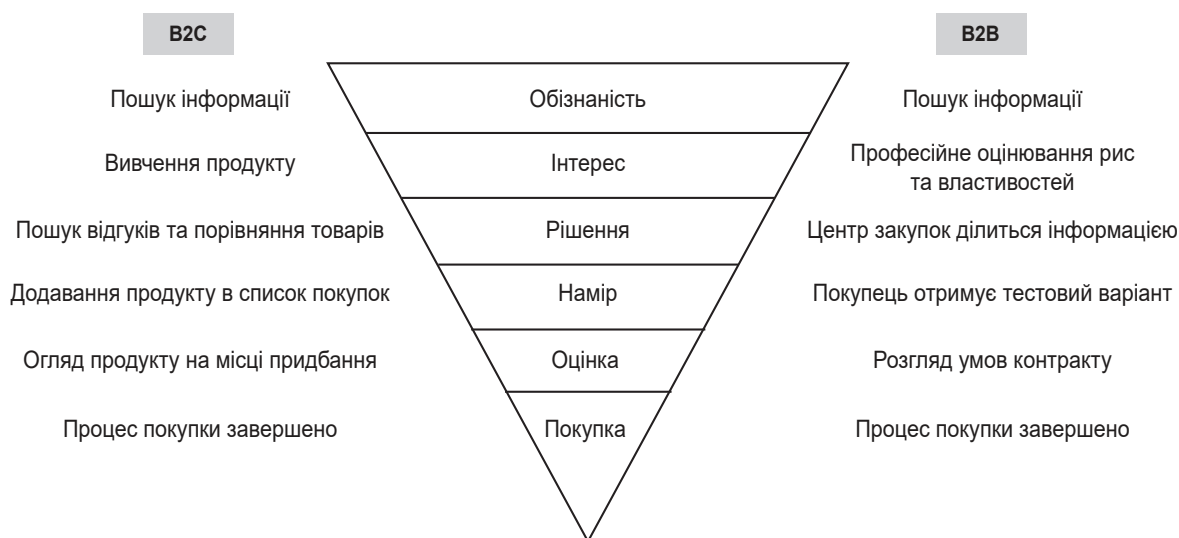 B2C
B2B
Пошук інформації
Обізнаність
Пошук інформації
Вивчення продукту
Інтерес
Професійне оцінювання рис
та властивостей
Пошук відгуків та порівняння товарів
Рішення
Центр закупок ділиться інформацією
Додавання продукту в список покупок
Намір
Покупець отримує тестовий варіант
Огляд продукту на місці придбання
Оцінка
Розгляд умов контракту
Процес покупки завершено
Покупка
Процес покупки завершено